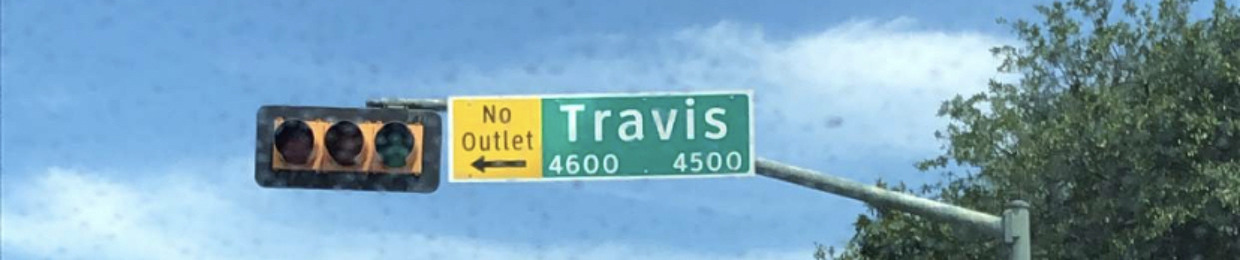 No
Outlet
←
Travis
4600 4500